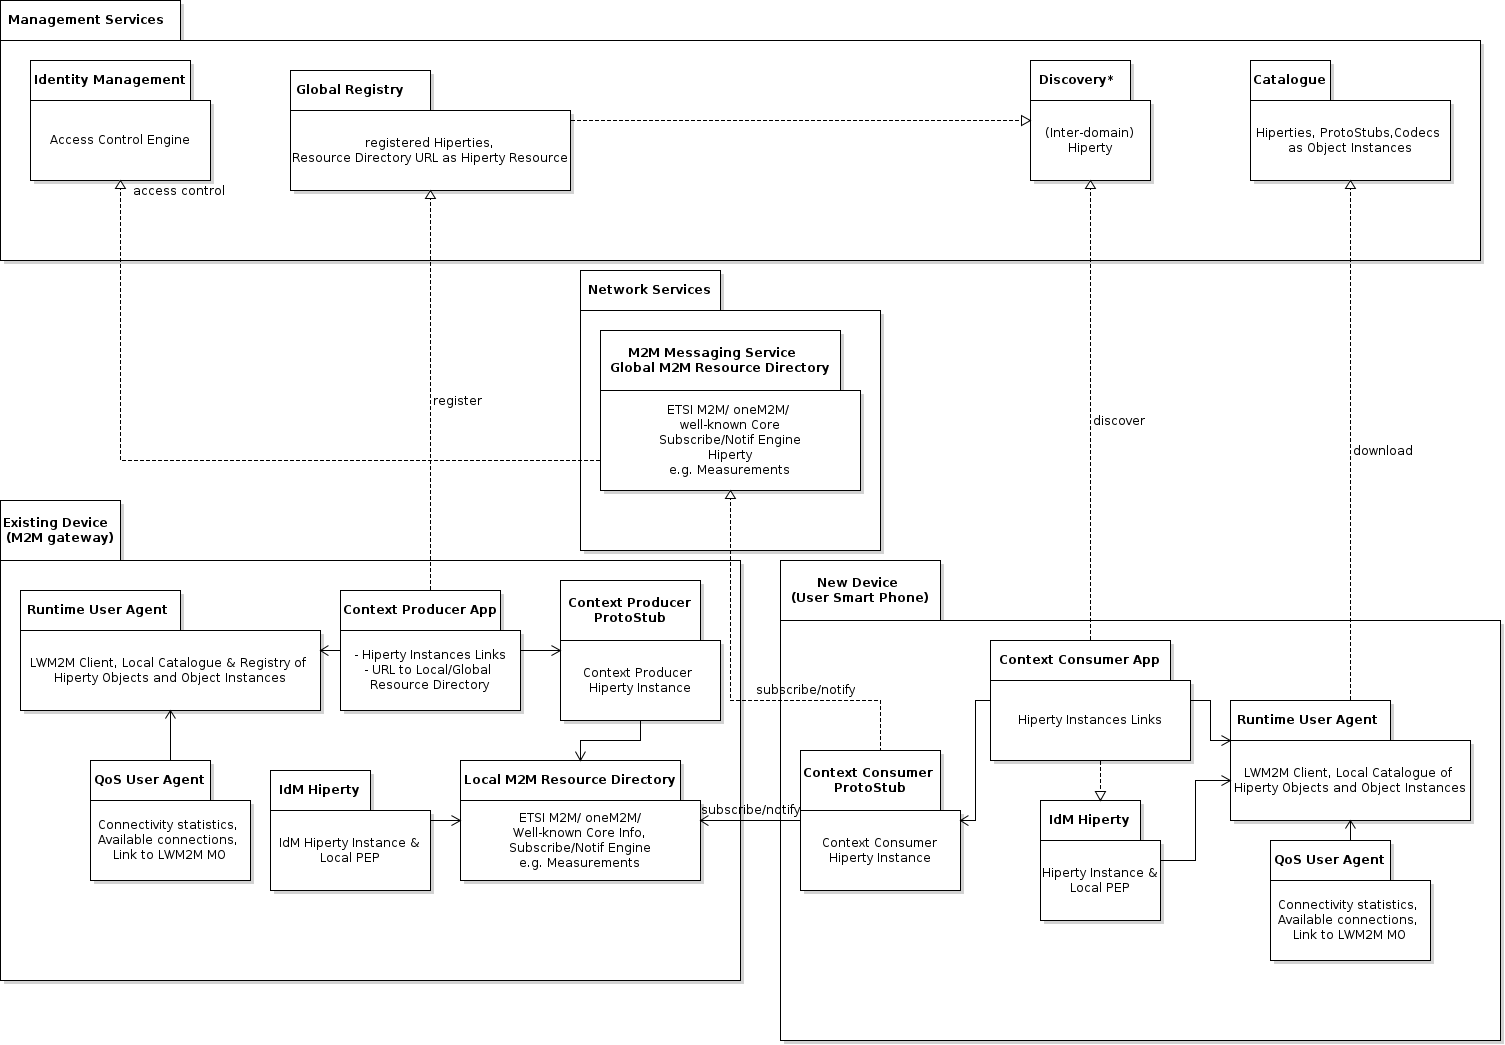 Management Services
Identity Management
Access Control Engine
access control
Global Registry
registered Hiperties,
Resource Directory URL as Hiperty Resource
Discovery*
(Inter-domain)
Hiperty
Catalogue
Hiperties, ProtoStubs,Codecs
as Object Instances
Network Services
M2M Messaging Service
Global M2M Resource Directory
ETSI M2M/ oneM2M/
well-known Core
Subscribe/Notif Engine
Hiperty
e.g. Measurements
register
discover
download
Existing Device
(M2M gateway)
Runtime User Agent
LWM2M Client, Local Catalogue & Registry of
Hiperty Objects and Object Instances
Context Producer App
- Hiperty Instances Links
- URL to Local/Global
Resource Directory
Context Producer
ProtoStub
Context Producer
Hiperty Instance
QoS User Agent
Connectivity statistics,
Available connections,
Link to LWM2M MO
IdM Hiperty
IdM Hiperty Instance &
Local PEP
Local M2M Resource Directory
ETSI M2M/ oneM2M/
Well-known Core Info,
Subscribe/Notif Engine
e.g. Measurements
subscribe/notify
subscribe/notify
New Device
(User Smart Phone)
Context Consumer App
Hiperty Instances Links
Context Consumer
ProtoStub
Context Consumer
Hiperty Instance
IdM Hiperty
Hiperty Instance &
Local PEP
Runtime User Agent
LWM2M Client, Local Catalogue of
Hiperty Objects and Object Instances
QoS User Agent
Connectivity statistics,
Available connections,
Link to LWM2M MO